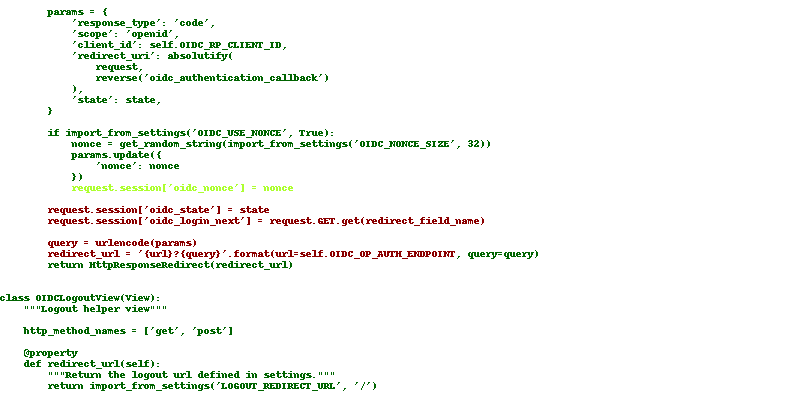 params = {
            'response_type': 'code',
            'scope': 'openid',
            'client_id': self.OIDC_RP_CLIENT_ID,
            'redirect_uri': absolutify(
                request,
                reverse('oidc_authentication_callback')
            ),
            'state': state,
        }

        if import_from_settings('OIDC_USE_NONCE', True):
            nonce = get_random_string(import_from_settings('OIDC_NONCE_SIZE', 32))
            params.update({
                'nonce': nonce
            })
            request.session['oidc_nonce'] = nonce

        request.session['oidc_state'] = state
        request.session['oidc_login_next'] = request.GET.get(redirect_field_name)

        query = urlencode(params)
        redirect_url = '{url}?{query}'.format(url=self.OIDC_OP_AUTH_ENDPOINT, query=query)
        return HttpResponseRedirect(redirect_url)


class OIDCLogoutView(View):
    """Logout helper view"""

    http_method_names = ['get', 'post']

    @property
    def redirect_url(self):
        """Return the logout url defined in settings."""
        return import_from_settings('LOGOUT_REDIRECT_URL', '/')